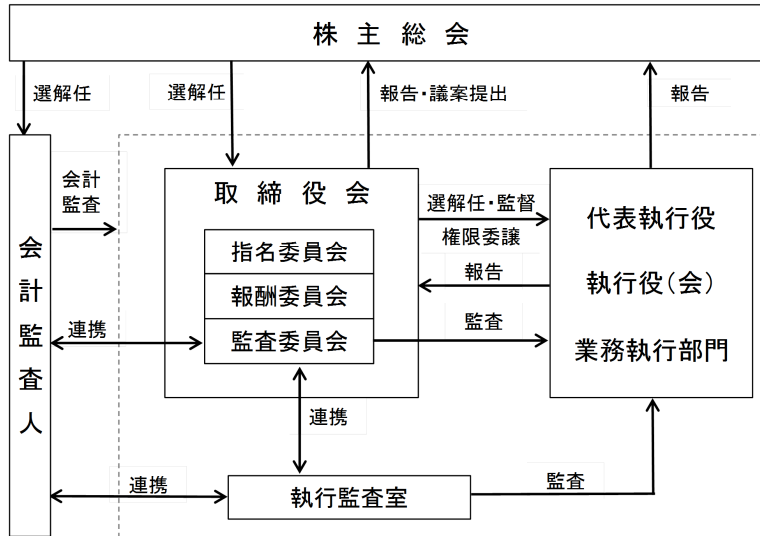 株主総会
選解任
選解任
報告・議案提出
報告
会計
監査
取締役会
選解任・監督
権限委譲
代表執行役
指名委員会
報告
執行役(会)
報酬委員会
会計監査人
連携
監査委員会
監査
業務執行部門
連携
連携
執行監査室
監査